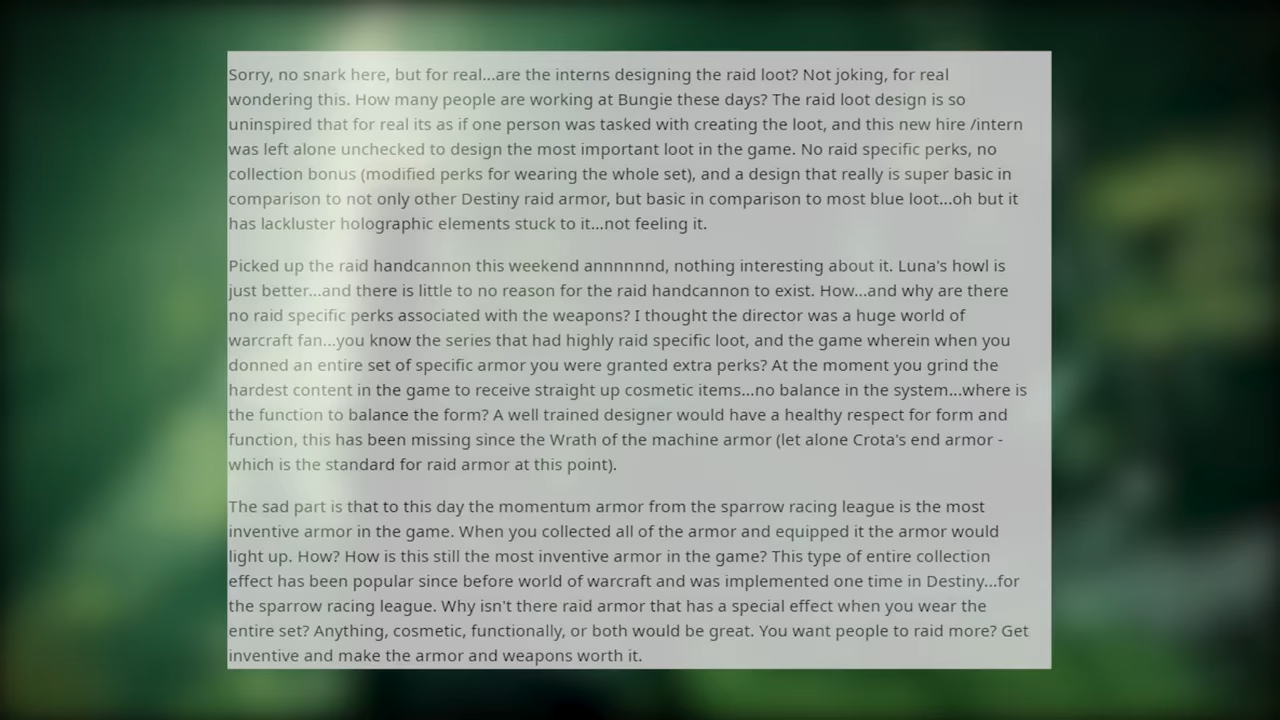 Sorry, no snark here, but for real...are the interns designing the raid loot? Not joking, for real
wondering this. How many people are working at Bungie these days? The raid loot design is so
uninspired that for real its as if one person was tasked with creating the loot, and this new hire /intern
was left alone unchecked to design the most important loot in the game. No raid specific perks, no
collection bonus (modified perks for wearing the whole set), and a design that really is super basic in
comparison to not only other Destiny raid armor, but basic in comparison to most blue loot...oh but it
has lackluster holographic elements stuck to it...not feeling it.
Picked up the raid handcannon this weekend annnnnnd, nothing interesting about it. Luna's howl is
just better...and there is little to no reason for the raid handcannon to exist. How...and why are there
no raid specific perks associated with the weapons? I thought the director was a huge world of
warcraft fan...you know the series that had highly raid specific loot, and the game wherein when you
donned an entire set of specific armor you were granted extra perks? At the moment you grind the
hardest content in the game to receive straight up cosmetic items...no balance in the system...where is
the function to balance the form? A well trained designer would have a healthy respect for form and
function, this has been missing since the Wrath of the machine armor (let alone Crota's end armor -
which is the standard for raid armor at this point).
The sad part is that to this day the momentum armor from the sparrow racing league is the most
inventive armor in the game. When you collected all of the armor and equipped it the armor would
light up. How? How is this still the most inventive armor in the game? This type of entire collection
effect has been popular since before world of warcraft and was implemented one time in Destiny...for
the sparrow racing league. Why isn't there raid armor that has a special effect when you wear the
entire set? Anything, cosmetic, functionally, or both would be great. You want people to raid more? Get
inventive and make the armor and weapons worth it.